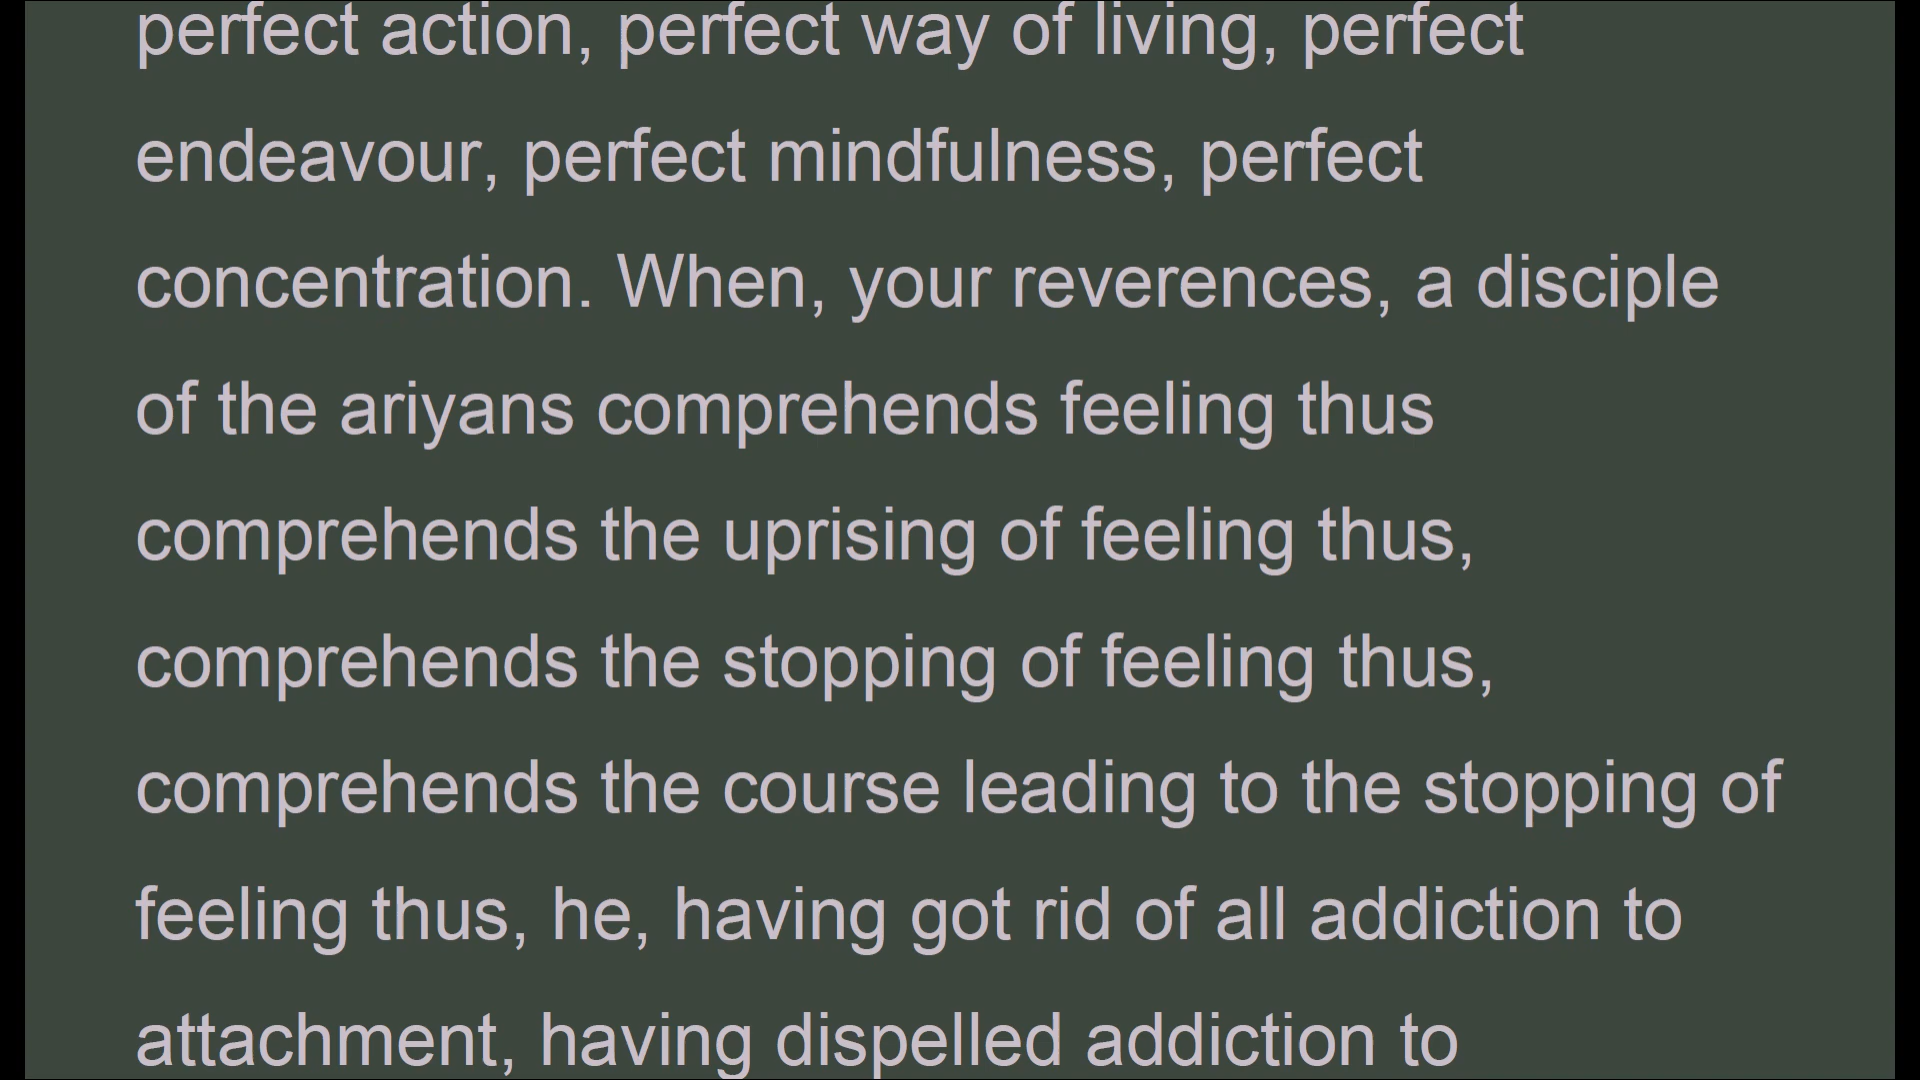 perfect action, perfect way of living, perfect
endeavour, perfect mindfulness, perfect
concentration. When, your reverences, a disciple
of the ariyans comprehends feeling thus
comprehends the uprising of feeling thus,
comprehends the stopping of feeling thus,
comprehends the course leading to the stopping of
feeling thus, he, having got rid of all addiction to
attachment, having dispelled addiction to